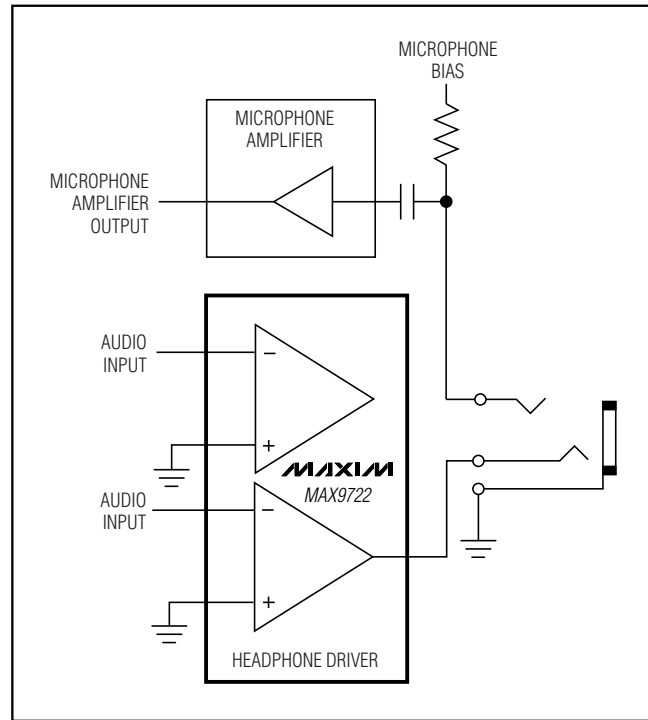 MICROPHONE
BIAS
MICROPHONE
AMPLIFIER
MICROPHONE
AMPLIFIER
OUTPUT
AUDIO
INPUT
−
+
MAXIM
MAX9722
AUDIO
INPUT
−
+
HEADPHONE DRIVER